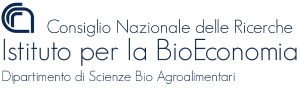 Consiglio Nazionale delle Ricerche
Istituto per la BioEconomia
Dipartimento di Scienze Bio Agroalimentari